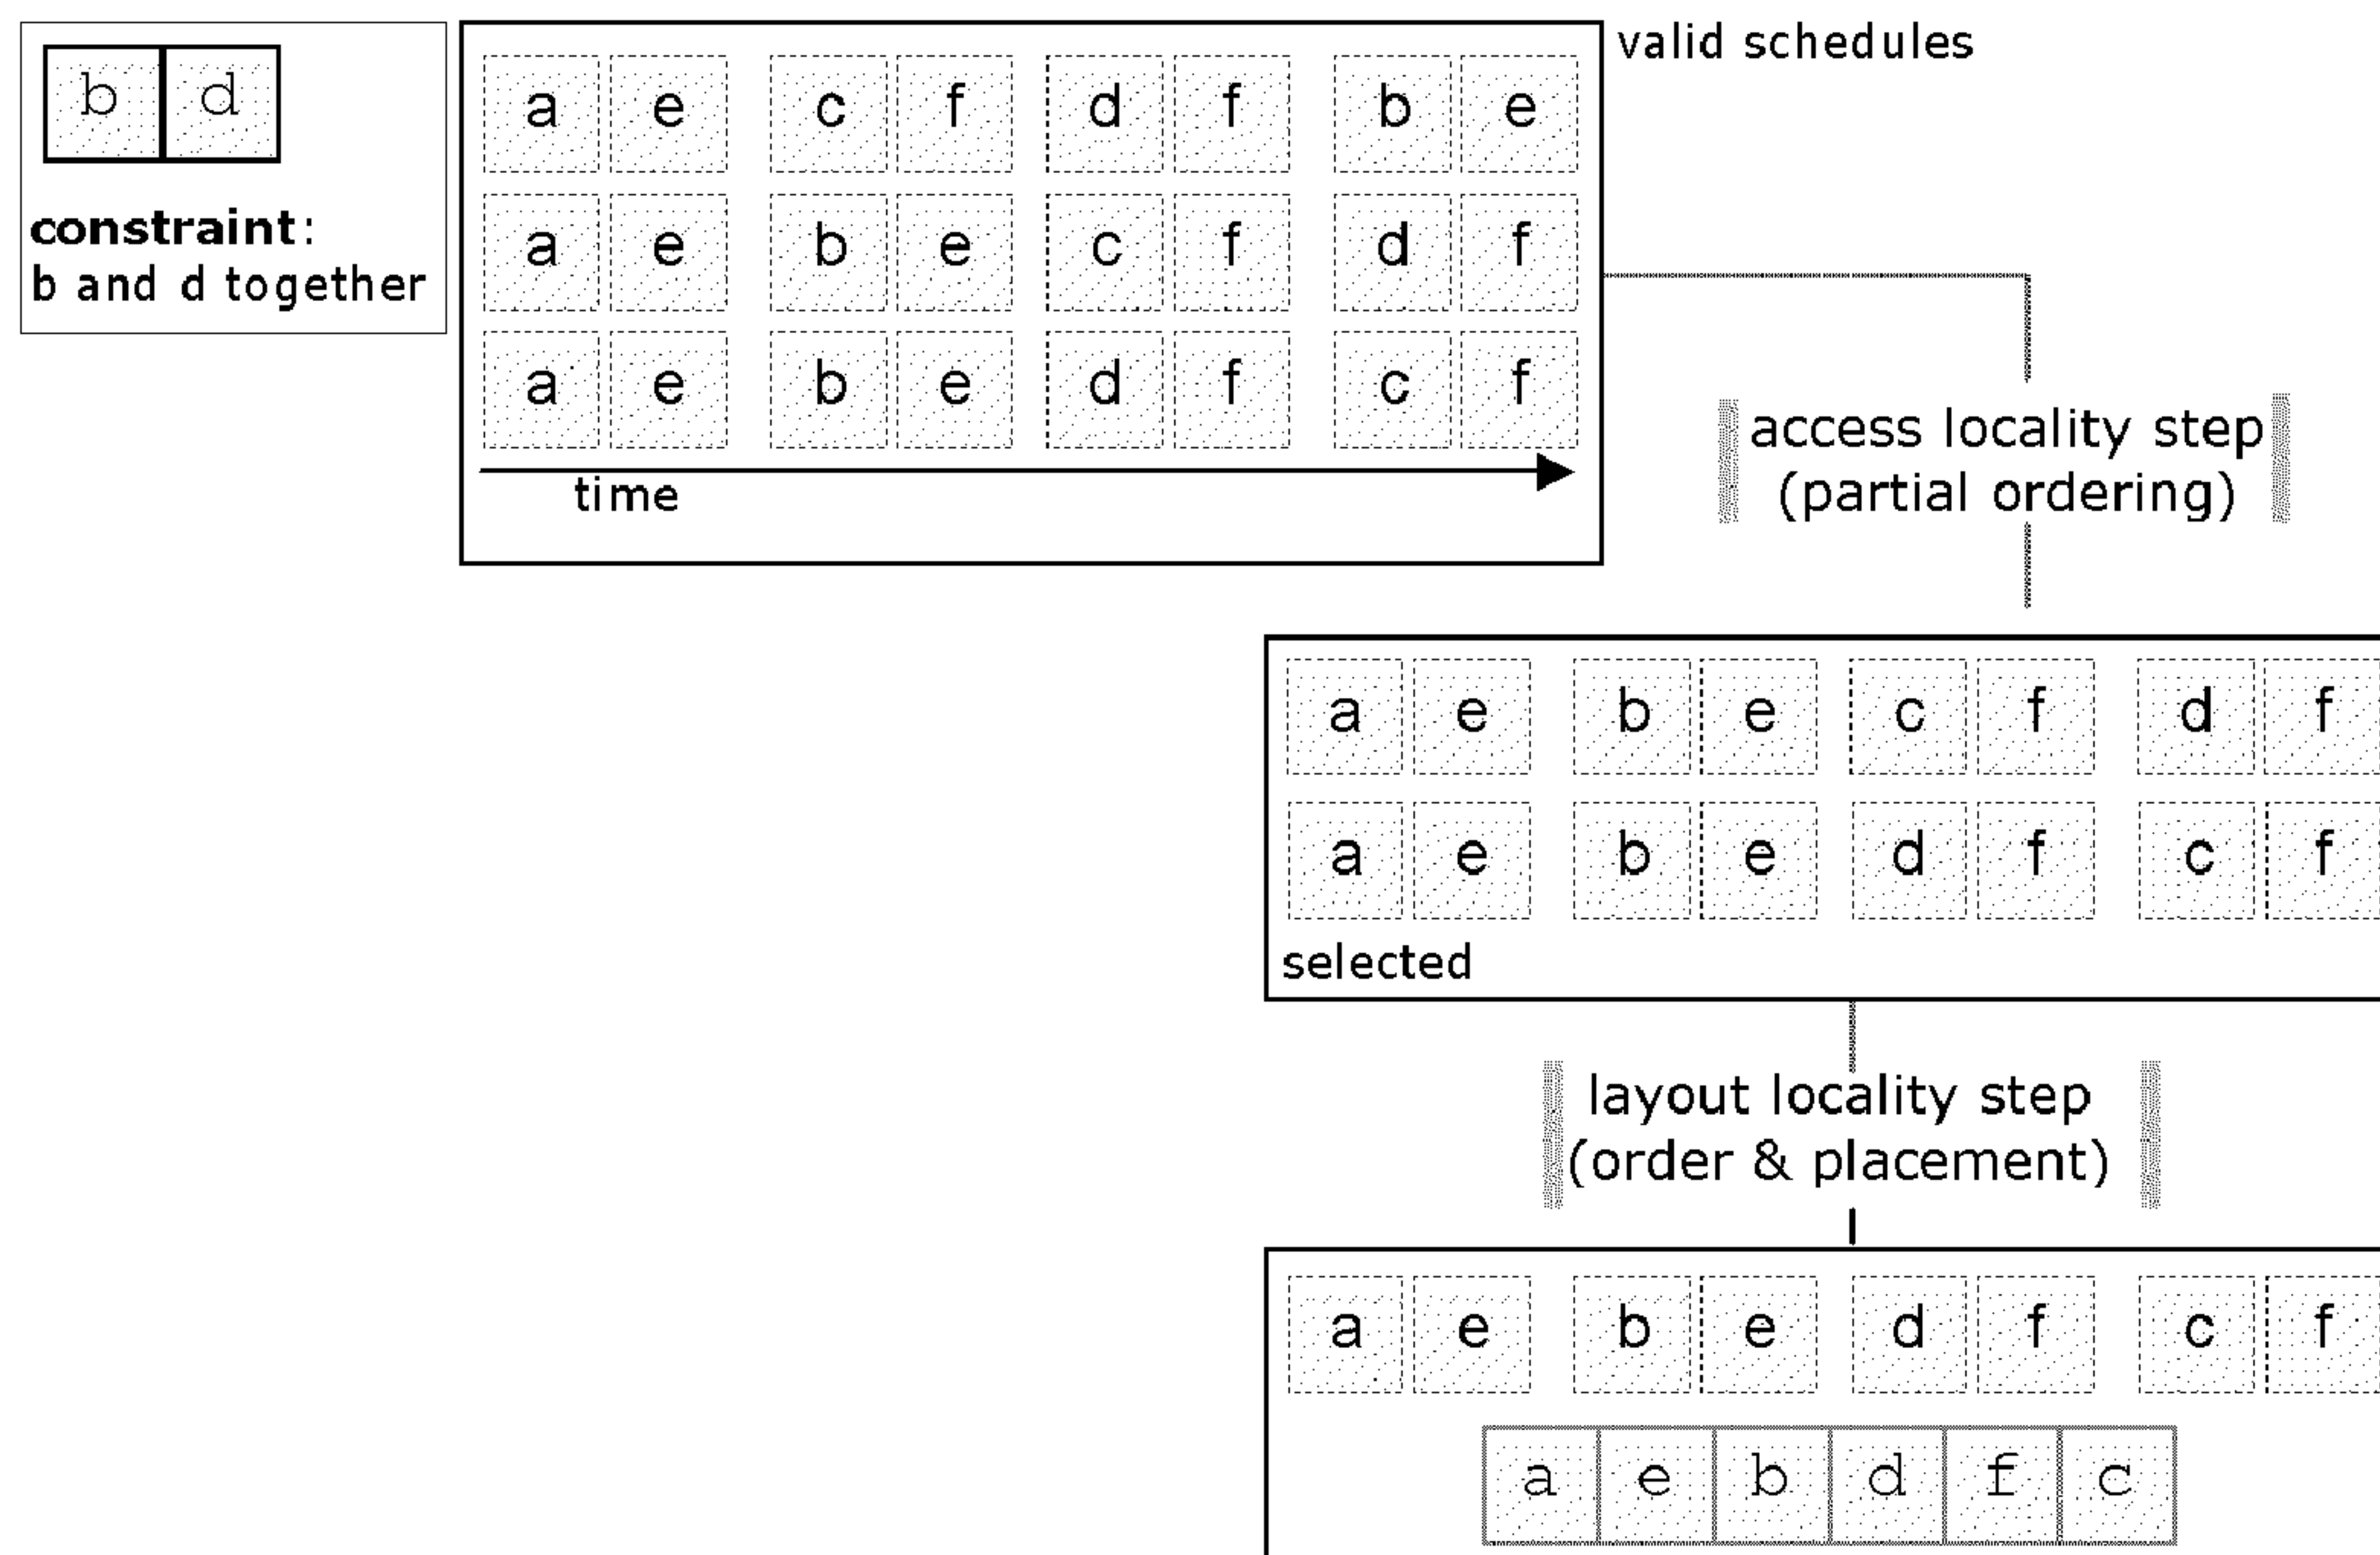 b d
constraint:
b and d together
valid schedules
a e c f d f b e
a e b e c f d f
a e b e d f c f
time
access locality step
(partial ordering)
a e b e c f d f
a e b e d f c f
selected
layout locality step
(order & placement)
a e b e d f c f
a e b d f c